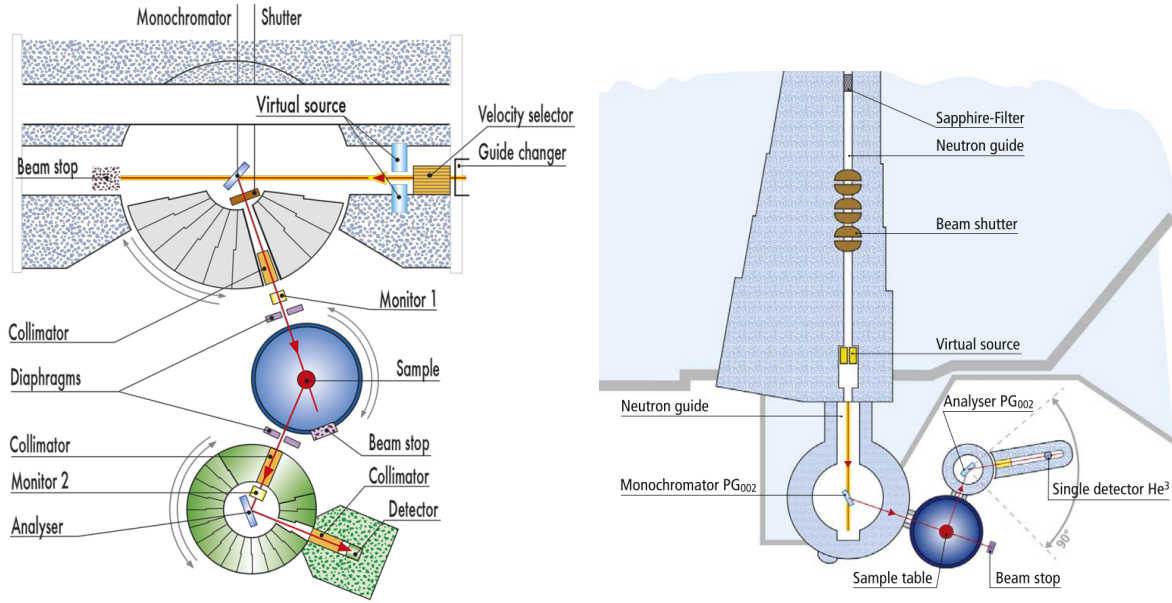 Monochromator
Shutter
Virtual source
Velocity selector
Guide changer
Beam stop
Monitor 1
Collimator
Diaphragms
Sample
Collimator
Beam stop
Monitor 2
Collimator
Analyser
Detector
Sapphire-Filter
Neutron guide
Beam shutter
Virtual source
Analyser PG002
Neutron guide
Monochromator PG002
Single detector He3
90°
Sample table
Beam stop